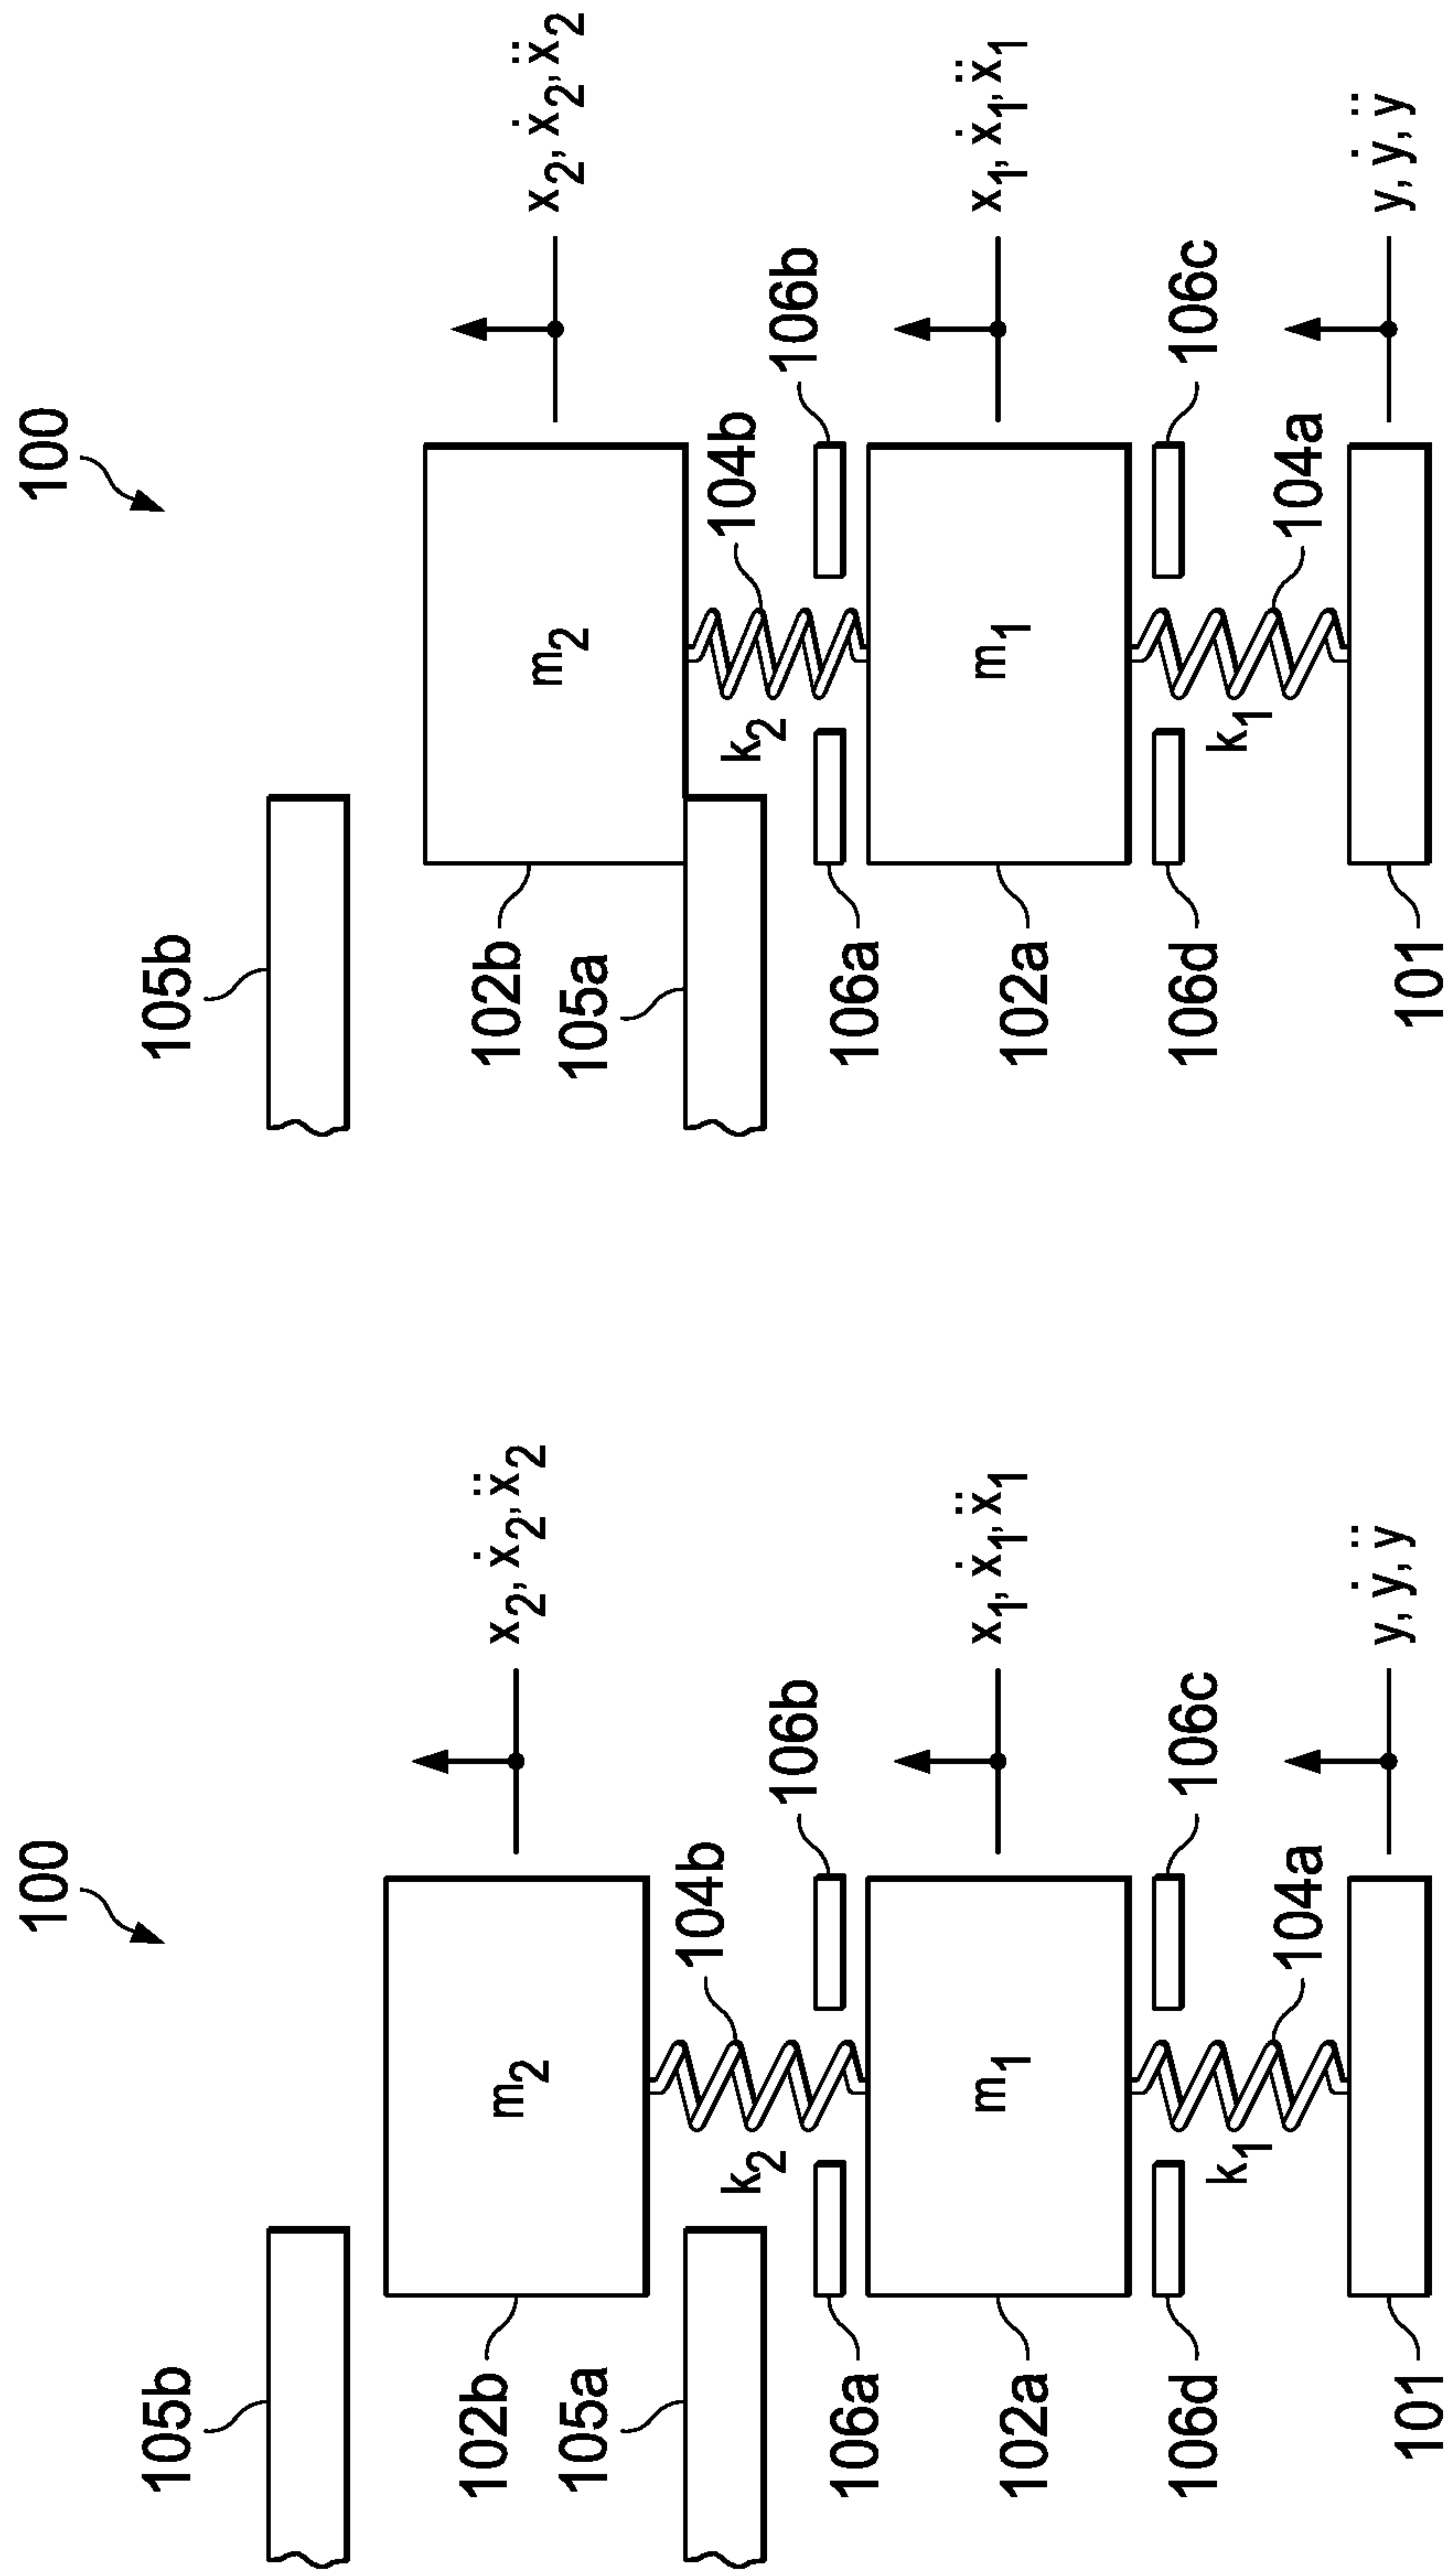 100
105b
102b
105a
106a
102a
106d
101
m₂
k₂
m₁
k₁
104b
106b
106c
104a
x₂, ẋ₂, ẍ₂
x₁, ẋ₁, ẍ₁
y, ẏ, ÿ
100
105b
102b
105a
106a
102a
106d
101
m₂
k₂
m₁
k₁
104b
106b
106c
104a
x₂, ẋ₂, ẍ₂
x₁, ẋ₁, ẍ₁
y, ẏ, ÿ